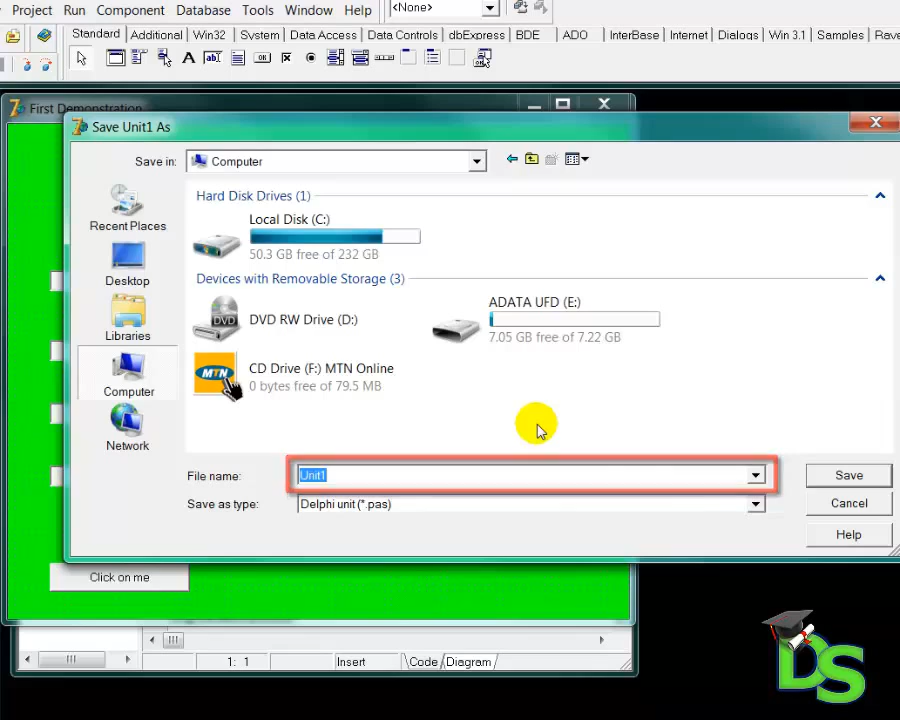 Project Run Component Database Tools Window Help <None>
Standard Additional Win32 System Data Access Data Controls dbExpress BDE ADO InterBase Internet Dialogs Win 3.1 Samples Rave
First Demonstration
Save Unit1 As
Save in: Computer
Recent Places
Desktop
Libraries
Computer
Network
Hard Disk Drives (1)
Local Disk (C:)
50.3 GB free of 232 GB
Devices with Removable Storage (3)
DVD
DVD RW Drive (D:)
ADATA UFD (E:)
7.05 GB free of 7.22 GB
MTN
CD Drive (F:) MTN Online
0 bytes free of 79.5 MB
File name: Unit1 Save
Save as type: Delphi unit (*.pas) Cancel
Help
Click on me
1: 1 Insert Code Diagram
DS